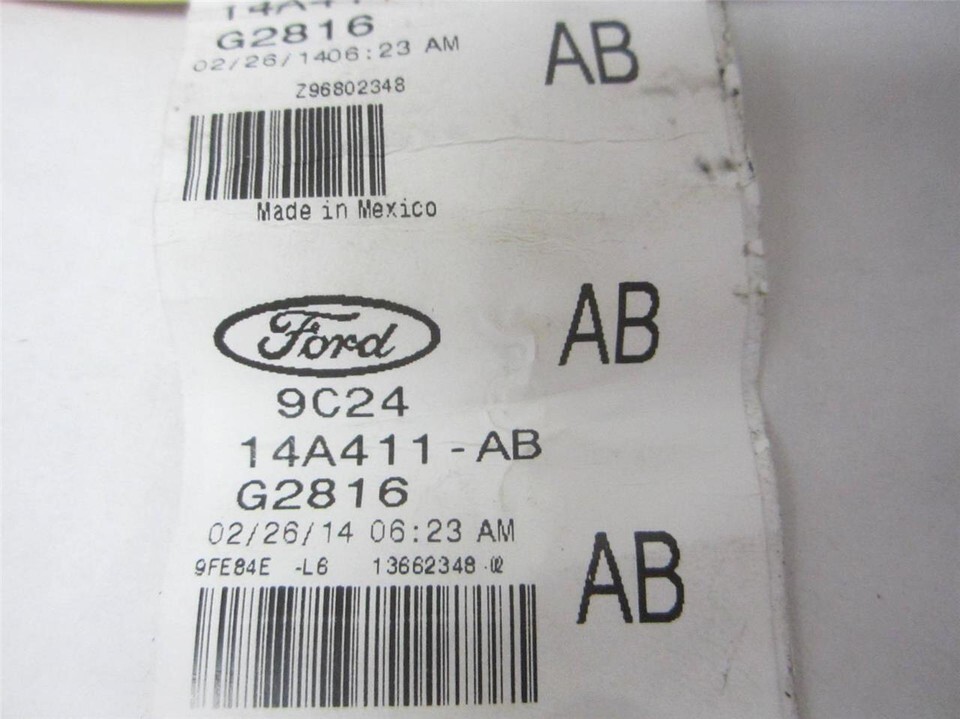 14A411
G2816
02/26/1406:23 AM
AB
Z96802348
Made in Mexico
Ford
AB
9C24
14A411-AB
G2816
02/26/14 06:23 AM
9FE84E -L6 13662348-02
AB